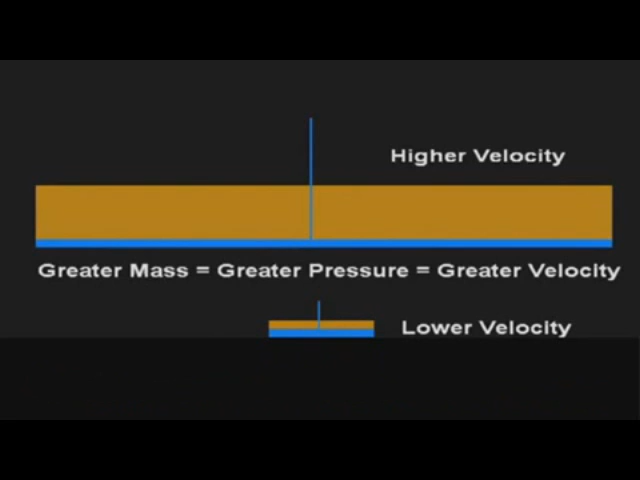 Higher Velocity
Greater Mass = Greater Pressure = Greater Velocity
Lower Velocity